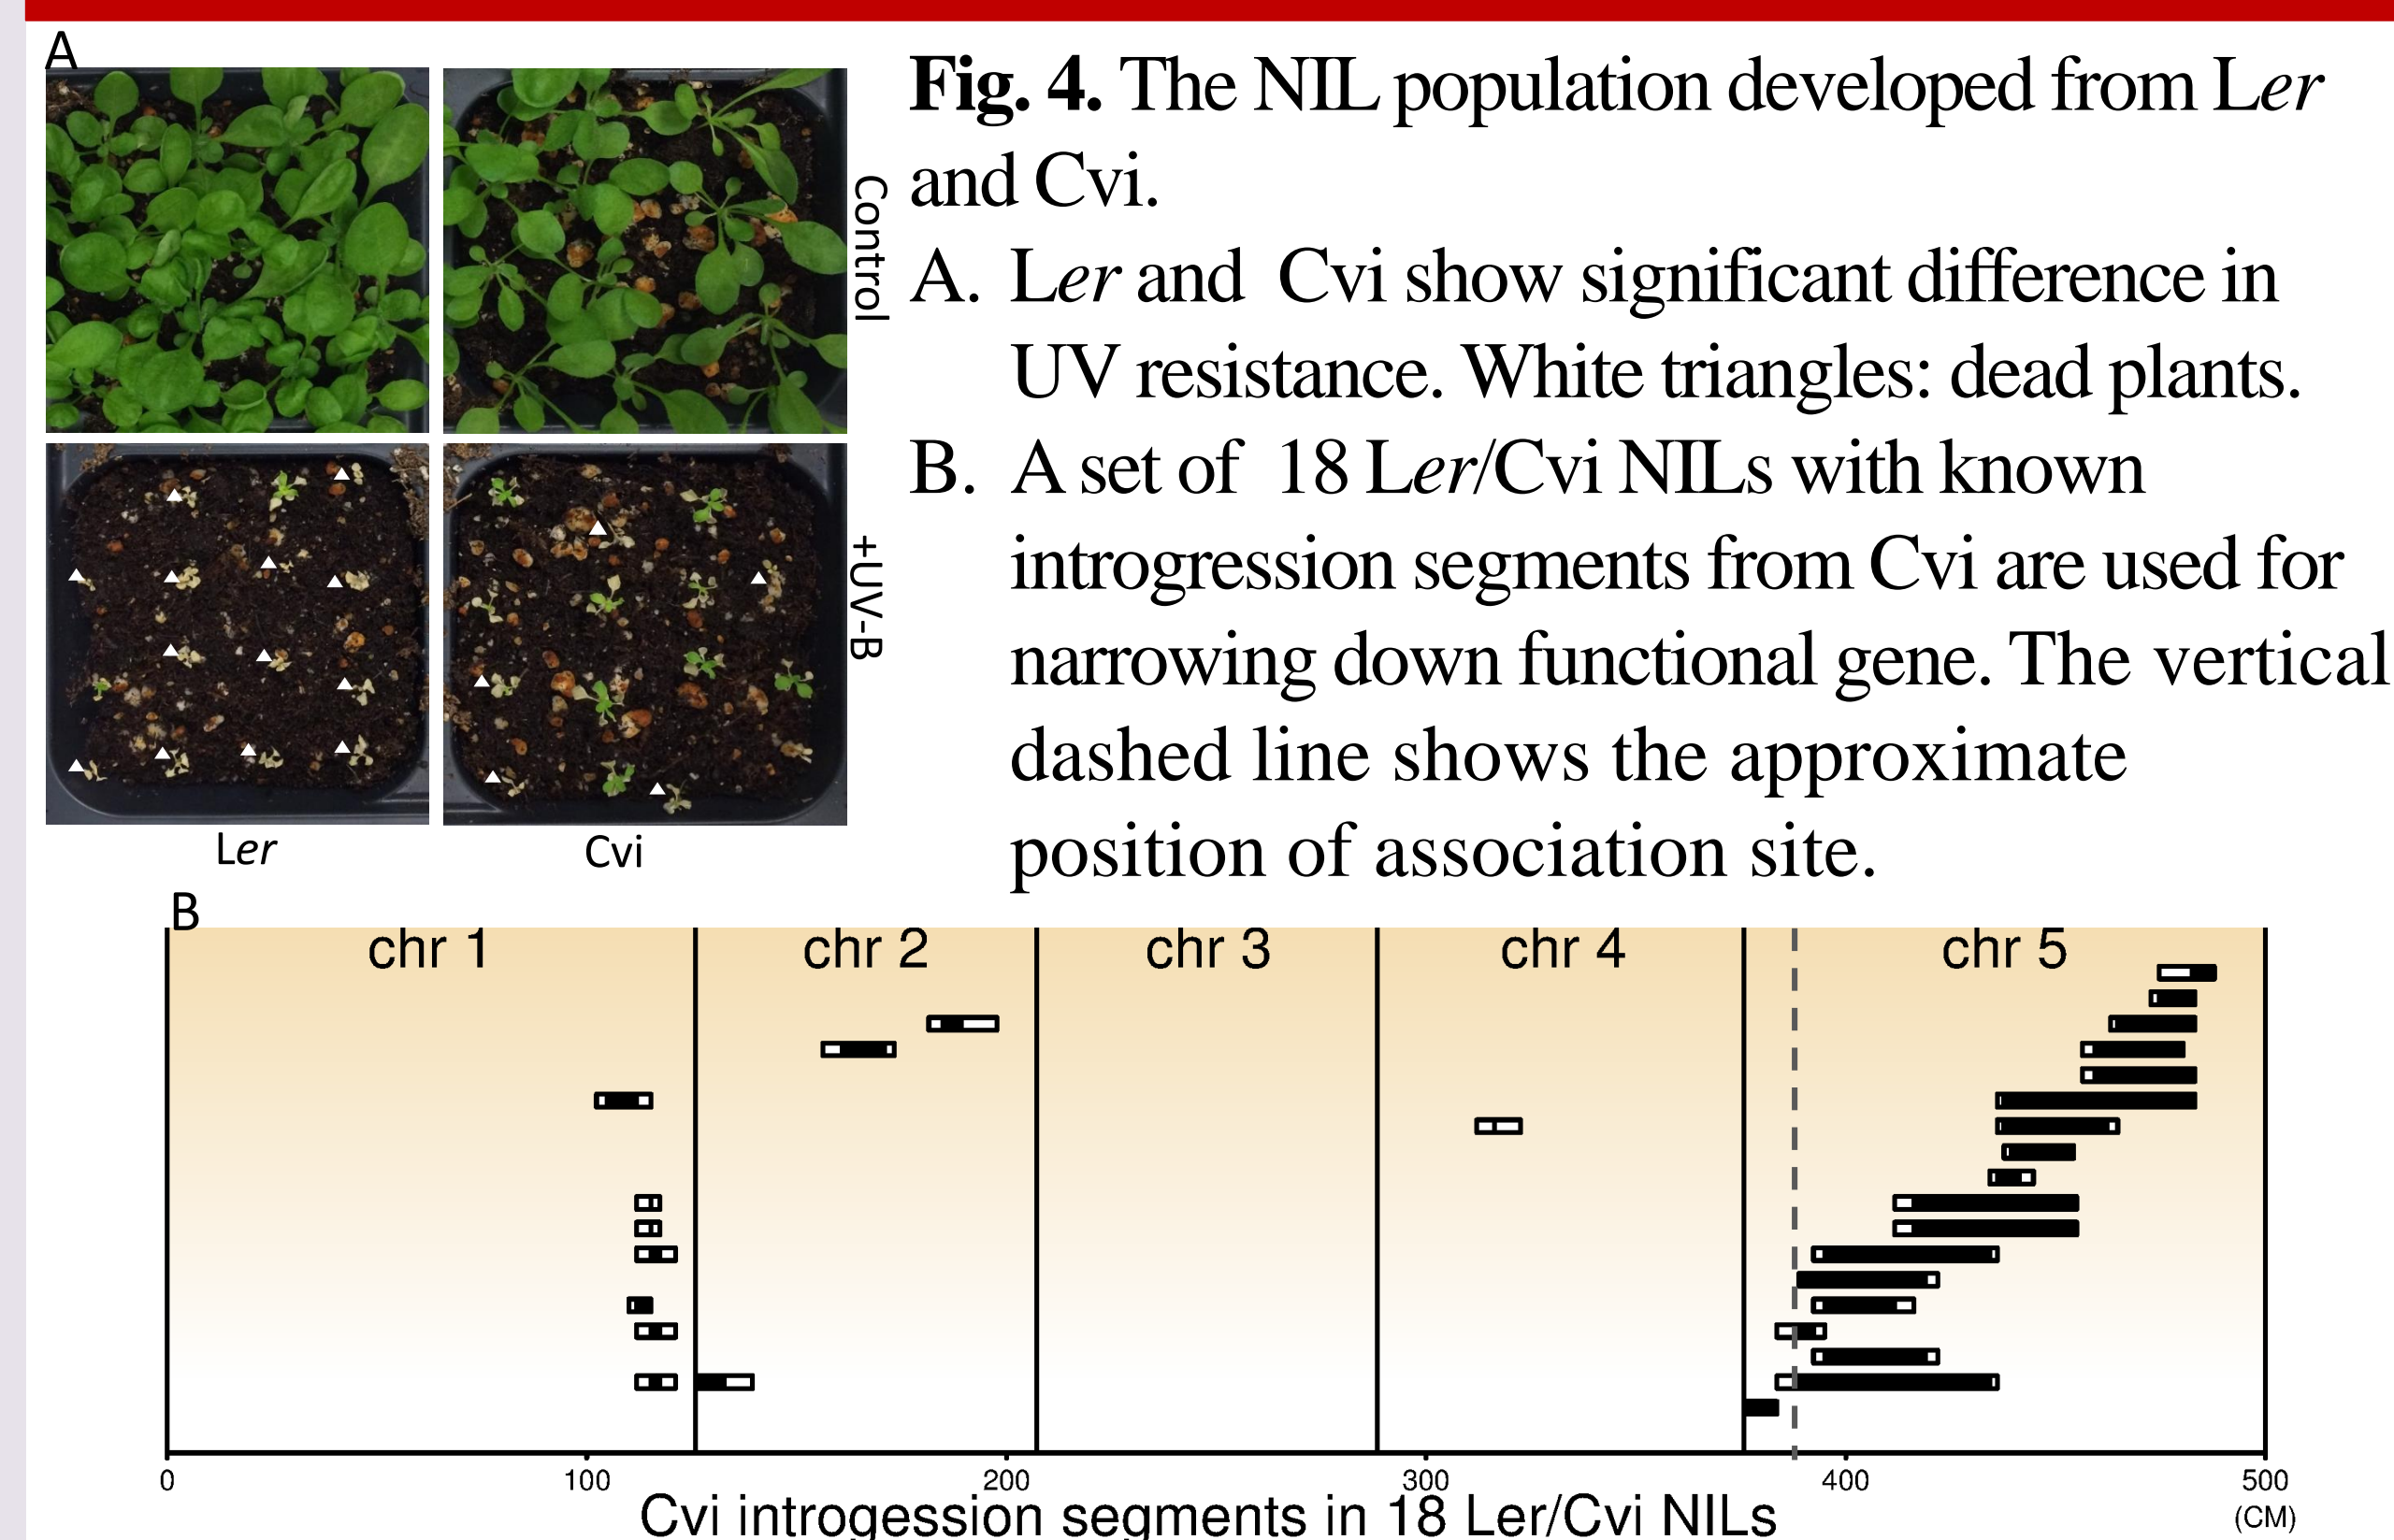 A
Fig. 4. The NIL population developed from Ler
and Cvi.
A. Ler and Cvi show significant difference in
UV resistance. White triangles: dead plants.
B. A set of 18 Ler/Cvi NILs with known
introgression segments from Cvi are used for
narrowing down functional gene. The vertical
dashed line shows the approximate
position of association site.
Control
+UV-B
Ler
Cvi
B
chr 1
chr 2
chr 3
chr 4
chr 5
0
100
200
300
400
500
(CM)
Cvi introgession segments in 18 Ler/Cvi NILs